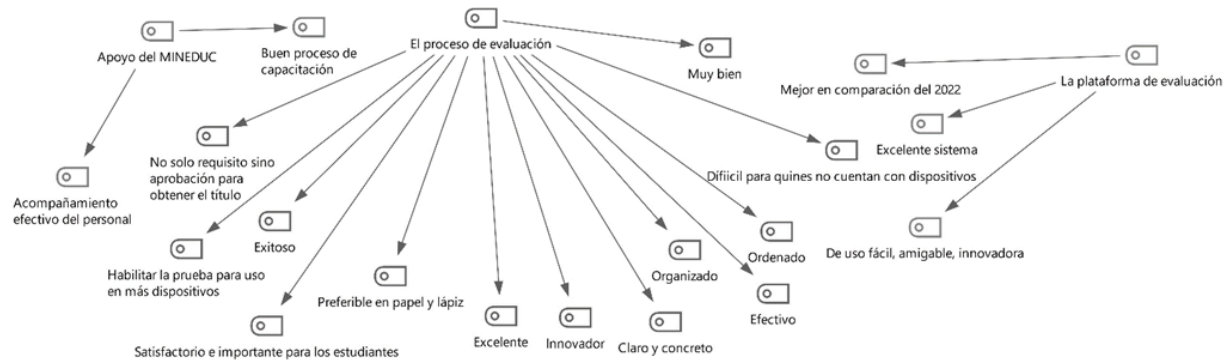 El proceso de evaluación
Apoyo del MINEDUC
Buen proceso de
capacitación
Muy bien
La plataforma de evaluación
Mejor en comparación del 2022
No solo requisito sino
aprobación para
obtener el título
Excelente sistema
Dífiicil para quines no cuentan con dispositivos
Acompañamiento
efectivo del personal
Exitoso
Habilitar la prueba para uso
en más dispositivos
Preferible en papel y lápiz
Organizado
Ordenado
De uso fácil, amigable, innovadora
Efectivo
Satisfactorio e importante para los estudiantes
Excelente
Innovador
Claro y concreto